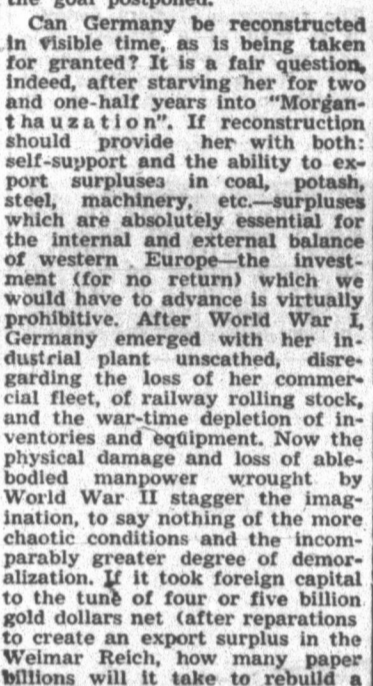 the goal postponed.
Can Germany be reconstructed
in visible time, as is being taken
for granted? It is a fair question,
indeed, after starving her for two
and one-half years into "Morgan-
thauzation". If reconstruction
should provide her with both:
self-support and the ability to ex-
port surpluses in coal, potash,
steel, machinery, etc.—surpluses
which are absolutely essential for
the internal and external balance
of western Europe—the invest-
ment (for no return) which we
would have to advance is virtually
prohibitive. After World War I,
Germany emerged with her in-
dustrial plant unscathed, disre-
garding the loss of her commer-
cial fleet, of railway rolling stock,
and the war-time depletion of in-
ventories and equipment. Now the
physical damage and loss of able-
bodied manpower wrought by
World War II stagger the imag-
ination, to say nothing of the more
chaotic conditions and the incom-
parably greater degree of demor-
alization. If it took foreign capital
to the tune of four or five billion
gold dollars net (after reparations
to create an export surplus in the
Weimar Reich, how many paper
billions will it take to rebuild a